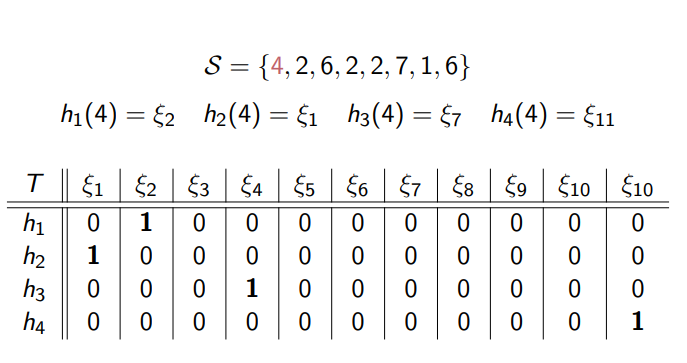 𝒮 = {4, 2, 6, 2, 2, 7, 1, 6}
h₁(4) = ξ₂ h₂(4) = ξ₁ h₃(4) = ξ₇ h₄(4) = ξ₁₁
T ξ₁ ξ₂ ξ₃ ξ₄ ξ₅ ξ₆ ξ₇ ξ₈ ξ₉ ξ₁₀ ξ₁₀
h₁ 0 1 0 0 0 0 0 0 0 0 0
h₂ 1 0 0 0 0 0 0 0 0 0 0
h₃ 0 0 0 1 0 0 0 0 0 0 0
h₄ 0 0 0 0 0 0 0 0 0 0 1